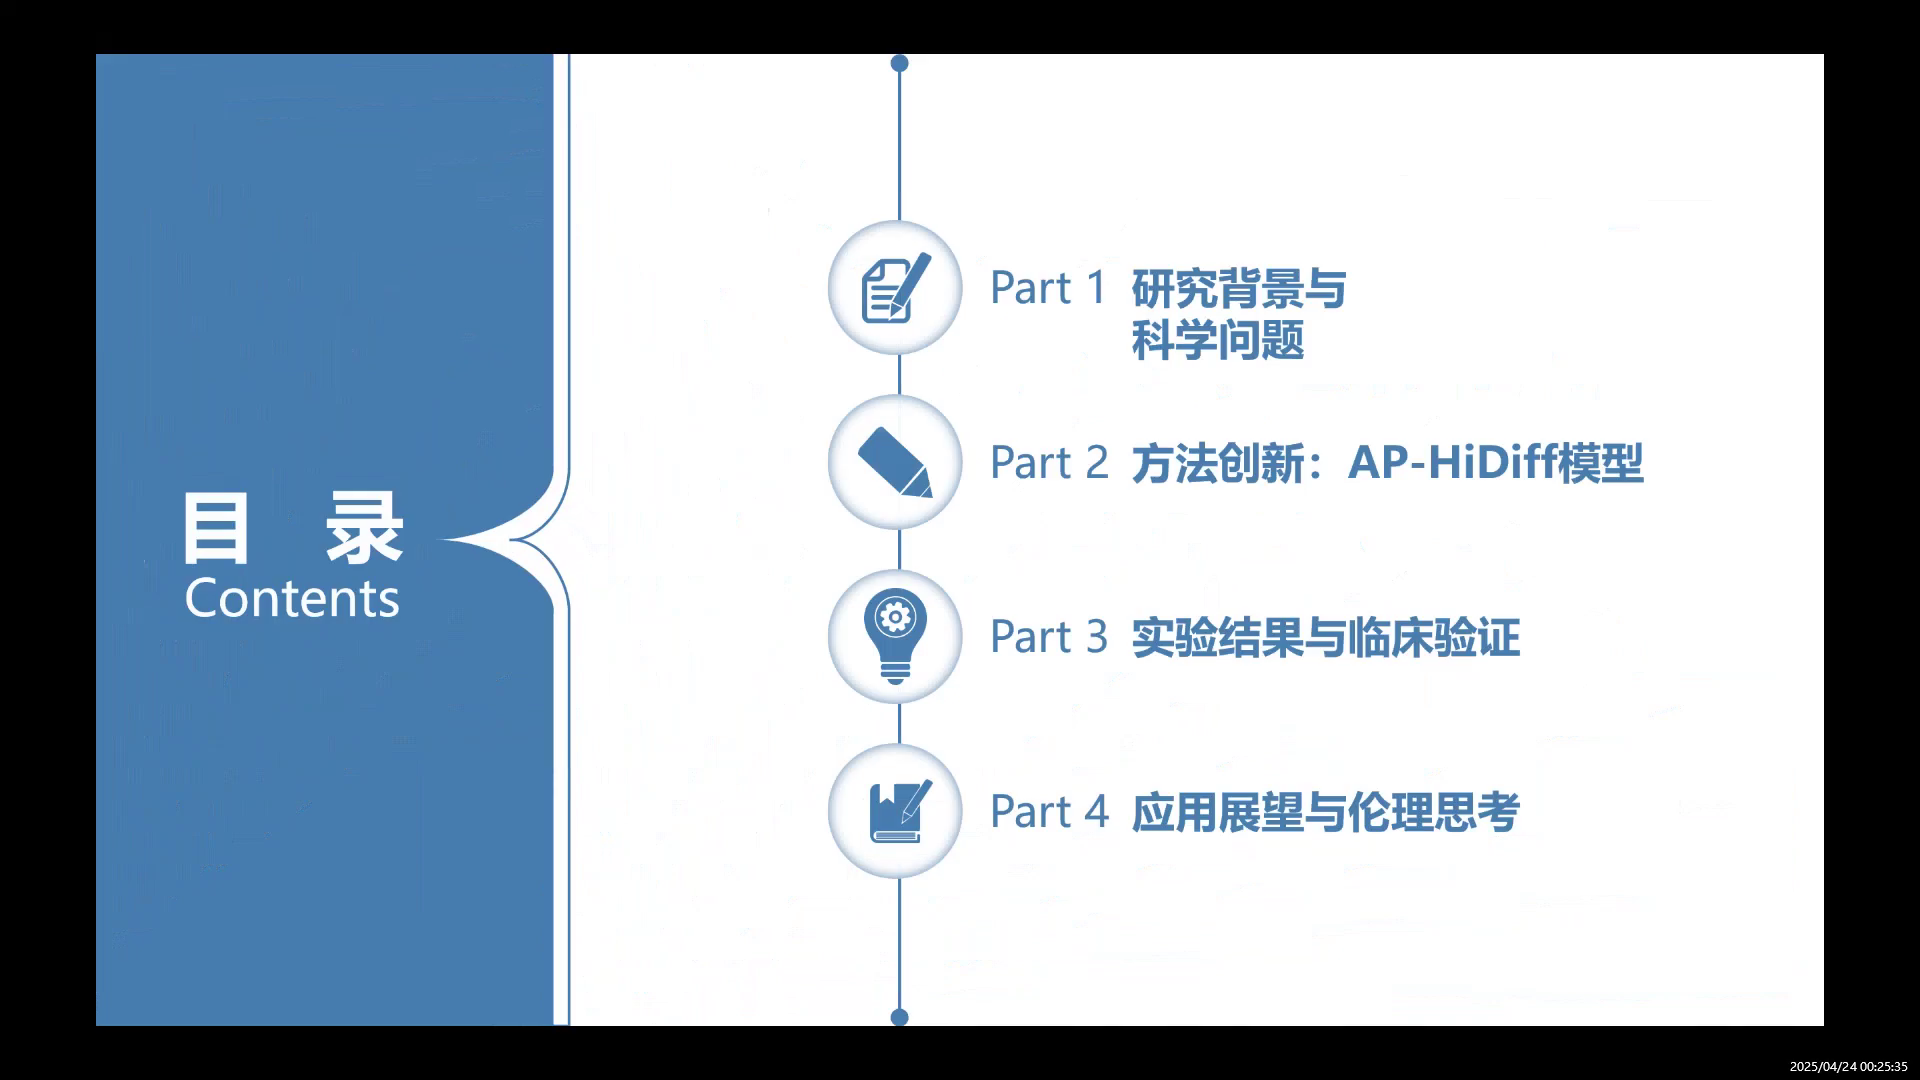 目 录
Contents
Part 1 研究背景与
科学问题
Part 2 方法创新：AP-HiDiff模型
Part 3 实验结果与临床验证
Part 4 应用展望与伦理思考
2025/04/24 00:25:35